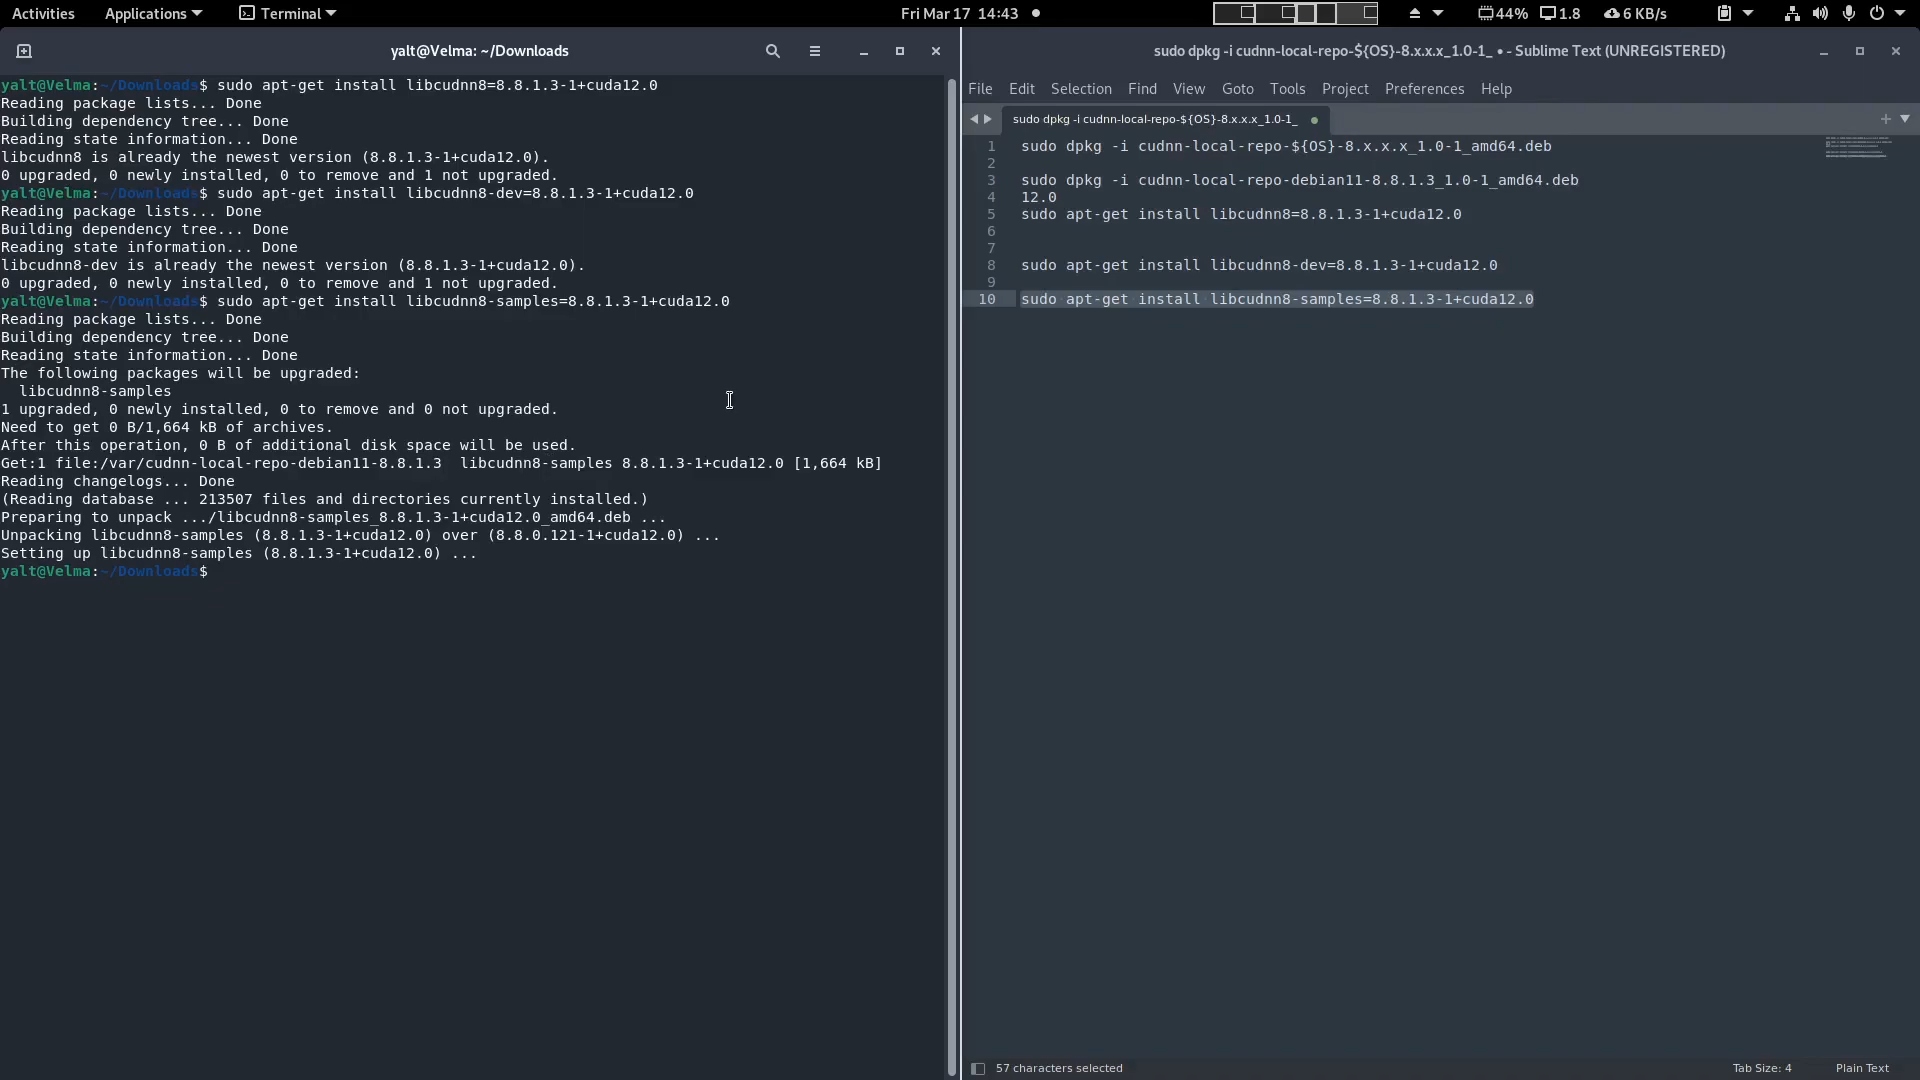 Activities Applications Terminal Fri Mar 17 14:43 44% 1.8 6 KB/s
yalt@Velma: ~/Downloads
yalt@Velma:~/Downloads$ sudo apt-get install libcudnn8=8.8.1.3-1+cuda12.0
Reading package lists... Done
Building dependency tree... Done
Reading state information... Done
libcudnn8 is already the newest version (8.8.1.3-1+cuda12.0).
0 upgraded, 0 newly installed, 0 to remove and 1 not upgraded.
yalt@Velma:~/Downloads$ sudo apt-get install libcudnn8-dev=8.8.1.3-1+cuda12.0
Reading package lists... Done
Building dependency tree... Done
Reading state information... Done
libcudnn8-dev is already the newest version (8.8.1.3-1+cuda12.0).
0 upgraded, 0 newly installed, 0 to remove and 1 not upgraded.
yalt@Velma:~/Downloads$ sudo apt-get install libcudnn8-samples=8.8.1.3-1+cuda12.0
Reading package lists... Done
Building dependency tree... Done
Reading state information... Done
The following packages will be upgraded:
  libcudnn8-samples
1 upgraded, 0 newly installed, 0 to remove and 0 not upgraded.
Need to get 0 B/1,664 kB of archives.
After this operation, 0 B of additional disk space will be used.
Get:1 file:/var/cudnn-local-repo-debian11-8.8.1.3  libcudnn8-samples 8.8.1.3-1+cuda12.0 [1,664 kB]
Reading changelogs... Done
(Reading database ... 213507 files and directories currently installed.)
Preparing to unpack .../libcudnn8-samples_8.8.1.3-1+cuda12.0_amd64.deb ...
Unpacking libcudnn8-samples (8.8.1.3-1+cuda12.0) over (8.8.0.121-1+cuda12.0) ...
Setting up libcudnn8-samples (8.8.1.3-1+cuda12.0) ...
yalt@Velma:~/Downloads$
sudo dpkg -i cudnn-local-repo-${OS}-8.x.x.x_1.0-1_ • - Sublime Text (UNREGISTERED)
File Edit Selection Find View Goto Tools Project Preferences Help
sudo dpkg -i cudnn-local-repo-${OS}-8.x.x.x_1.0-1_
1 sudo dpkg -i cudnn-local-repo-${OS}-8.x.x.x_1.0-1_amd64.deb
2
3 sudo dpkg -i cudnn-local-repo-debian11-8.8.1.3_1.0-1_amd64.deb
4 12.0
5 sudo apt-get install libcudnn8=8.8.1.3-1+cuda12.0
6
7
8 sudo apt-get install libcudnn8-dev=8.8.1.3-1+cuda12.0
9
10 sudo apt-get install libcudnn8-samples=8.8.1.3-1+cuda12.0
57 characters selected Tab Size: 4 Plain Text